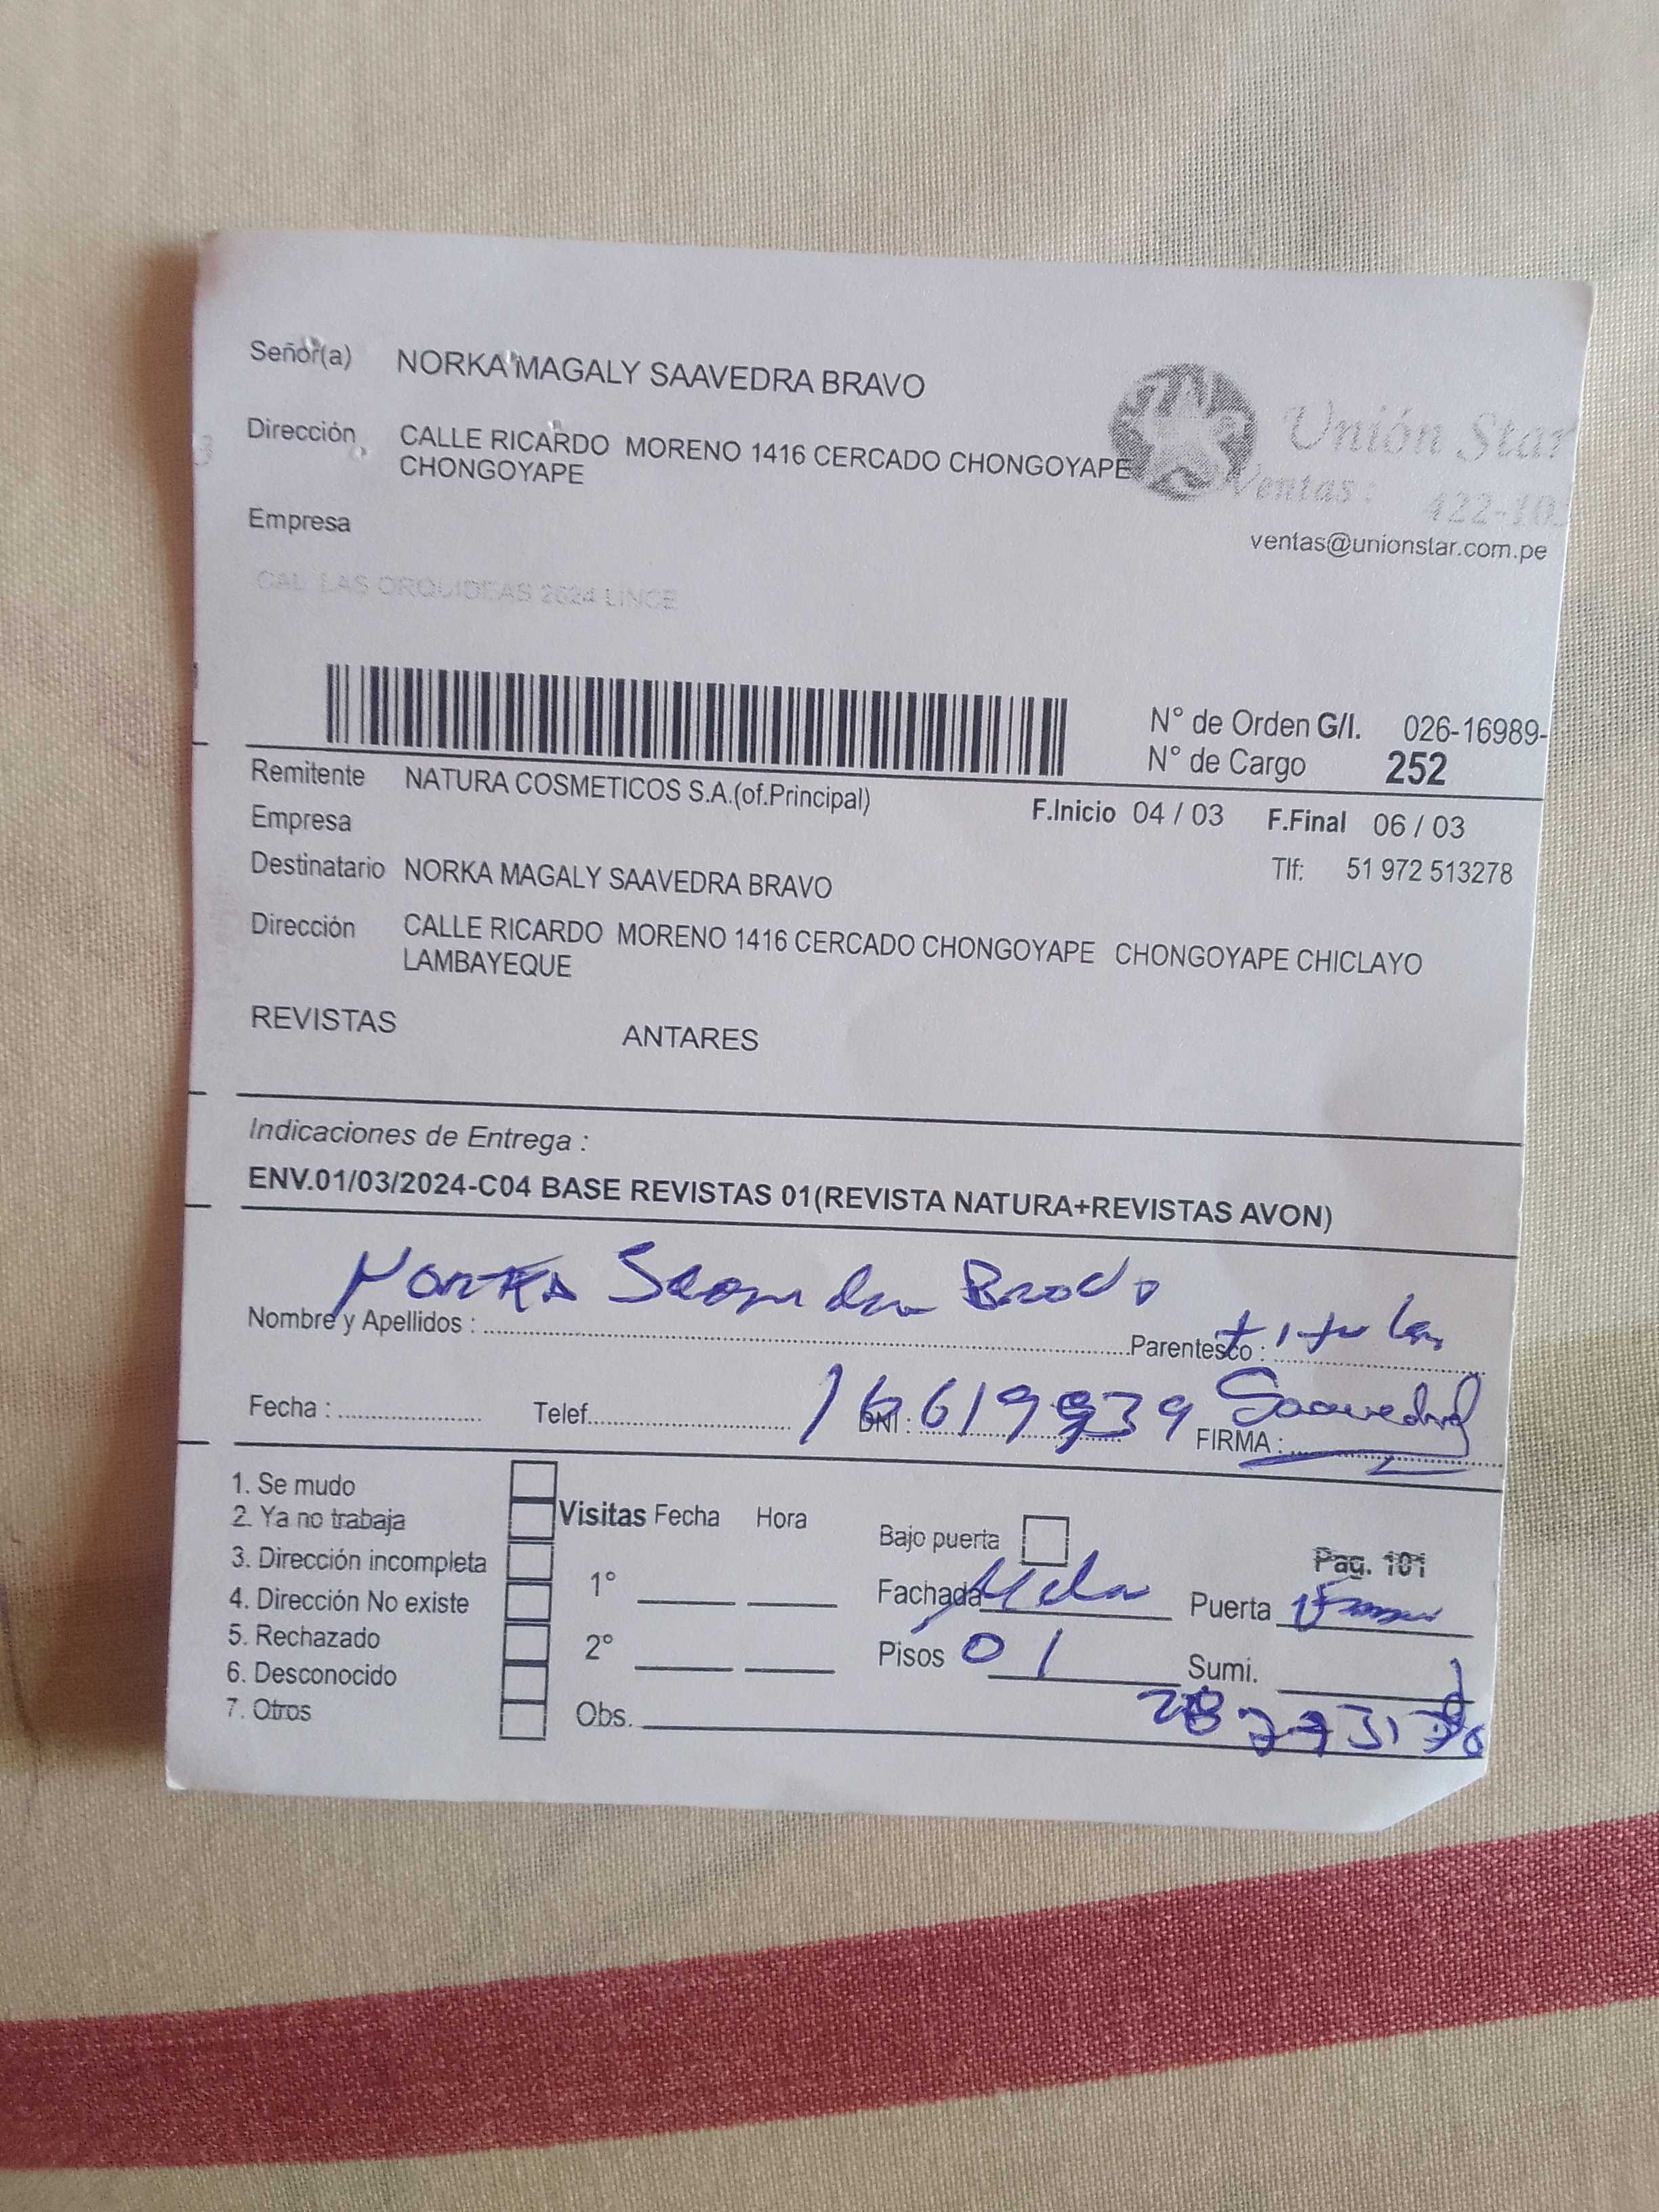 Señor(a) NORKA MAGALY SAAVEDRA BRAVO
Dirección CALLE RICARDO MORENO 1416 CERCADO CHONGOYAPE
CHONGOYAPE
Unión Star
Ventas: 422-10
Empresa
ventas@unionstar.com.pe
CAL LAS ORQUIDEAS 2624 LINCE
N° de Orden G/I. 026-16989-
N° de Cargo 252
Remitente NATURA COSMETICOS S.A.(of.Principal)
F.Inicio 04 / 03 F.Final 06 / 03
Empresa
Destinatario NORKA MAGALY SAAVEDRA BRAVO
Tlf: 51 972 513278
Dirección CALLE RICARDO MORENO 1416 CERCADO CHONGOYAPE CHONGOYAPE CHICLAYO
LAMBAYEQUE
REVISTAS ANTARES
Indicaciones de Entrega :
ENV.01/03/2024-C04 BASE REVISTAS 01(REVISTA NATURA+REVISTAS AVON)
Nombre y Apellidos : Norka Saavedra Bravo Parentesco : titular
Fecha : Telef. DNI : FIRMA : Saavedra
1. Se mudo
2. Ya no trabaja
3. Dirección incompleta
4. Dirección No existe
5. Rechazado
6. Desconocido
7. Otros
Visitas Fecha Hora
1°
2°
Obs.
Bajo puerta
Pag. 101
Fachada Puerta
Pisos 01 Sumi.